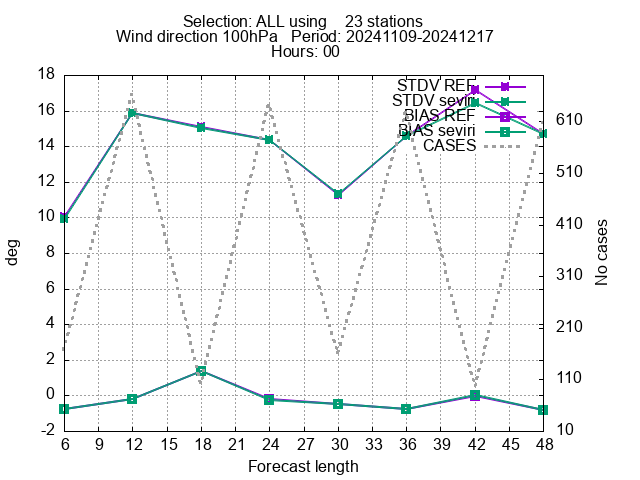 Selection: ALL using    23 stations
Wind direction 100hPa   Period: 20241109-20241217
Hours: 00
18
16
14
12
10
8
6
4
2
0
-2
deg
STDV REF
STDV seviri
BIAS REF
BIAS seviri
CASES
610
510
410
310
210
110
10
No cases
6 9 12 15 18 21 24 27 30 33 36 39 42 45 48
Forecast length